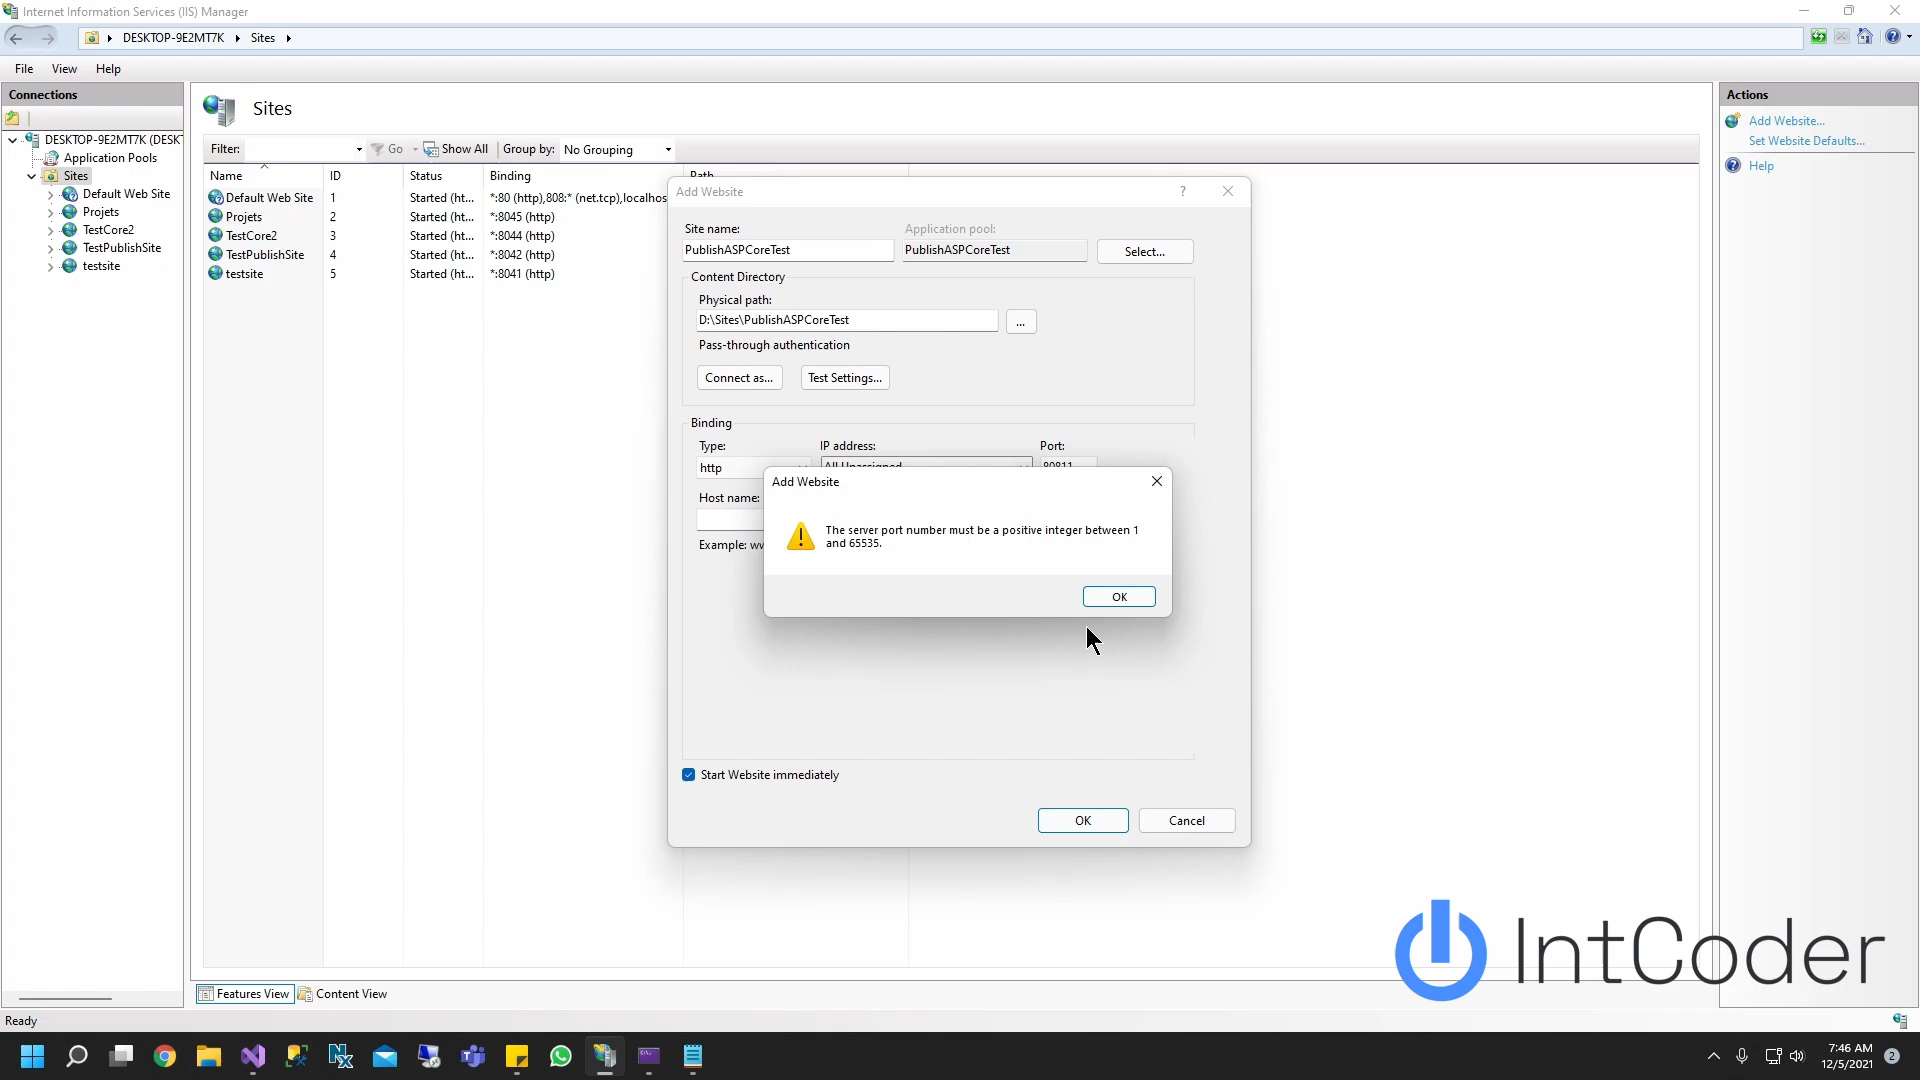 Internet Information Services (IIS) Manager
DESKTOP-9E2MT7K
Sites
File View Help
Connections
DESKTOP-9E2MT7K (DESKT
Application Pools
Sites
Default Web Site
Projets
TestCore2
TestPublishSite
testsite
Sites
Filter: Go Show All Group by: No Grouping
Name ID Status Binding Path
Default Web Site 1 Started (ht... *:80 (http),808:* (net.tcp),localhos
Projets 2 Started (ht... *:8045 (http)
TestCore2 3 Started (ht... *:8044 (http)
TestPublishSite 4 Started (ht... *:8042 (http)
testsite 5 Started (ht... *:8041 (http)
Add Website
?
Site name: Application pool:
PublishASPCoreTest PublishASPCoreTest Select...
Content Directory
Physical path:
D:\Sites\PublishASPCoreTest ...
Pass-through authentication
Connect as... Test Settings...
Binding
Type: IP address: Port:
http All Unassigned 80811
Host name:
Example: ww
Add Website
The server port number must be a positive integer between 1
and 65535.
OK
Start Website immediately
OK Cancel
Actions
Add Website...
Set Website Defaults...
Help
IntCoder
Features View Content View
Ready
7:46 AM
12/5/2021
2